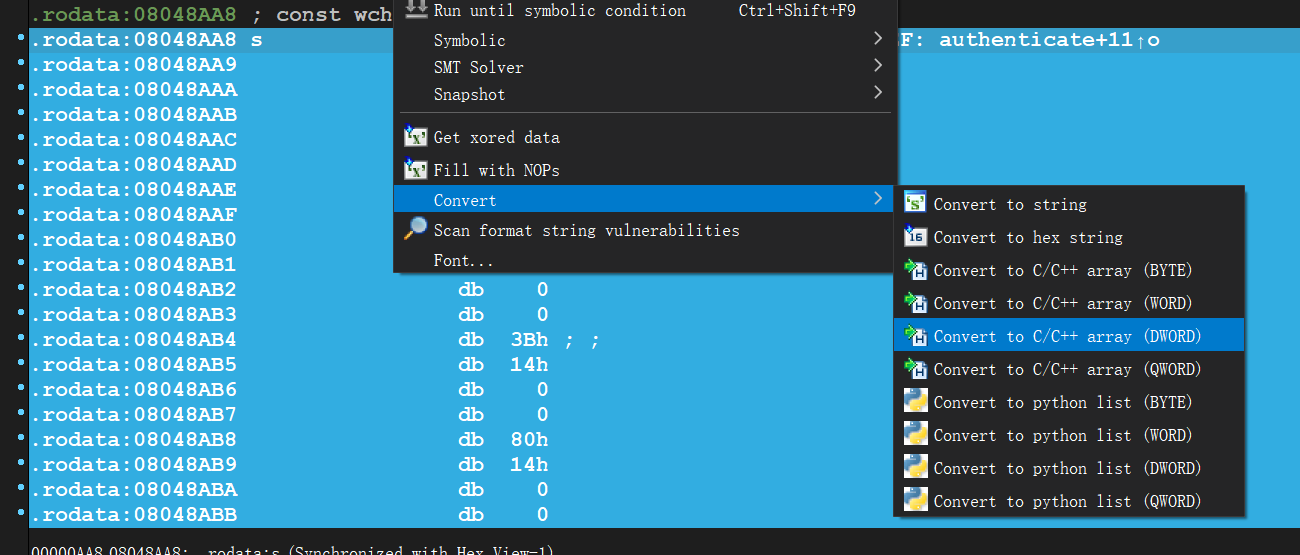 .rodata:08048AA8 ; const wch
.rodata:08048AA8 s F: authenticate+11↑o
.rodata:08048AA9
.rodata:08048AAA
.rodata:08048AAB
.rodata:08048AAC
.rodata:08048AAD
.rodata:08048AAE
.rodata:08048AAF
.rodata:08048AB0
.rodata:08048AB1
.rodata:08048AB2 db 0
.rodata:08048AB3 db 0
.rodata:08048AB4 db 3Bh ; ;
.rodata:08048AB5 db 14h
.rodata:08048AB6 db 0
.rodata:08048AB7 db 0
.rodata:08048AB8 db 80h
.rodata:08048AB9 db 14h
.rodata:08048ABA db 0
.rodata:08048ABB db 0
00000AA8 08048AA8: .rodata:s (Synchronized with Hex View-1)
Run until symbolic condition Ctrl+Shift+F9
Symbolic
SMT Solver
Snapshot
Get xored data
Fill with NOPs
Convert
Scan format string vulnerabilities
Font...
Convert to string
Convert to hex string
Convert to C/C++ array (BYTE)
Convert to C/C++ array (WORD)
Convert to C/C++ array (DWORD)
Convert to C/C++ array (QWORD)
Convert to python list (BYTE)
Convert to python list (WORD)
Convert to python list (DWORD)
Convert to python list (QWORD)